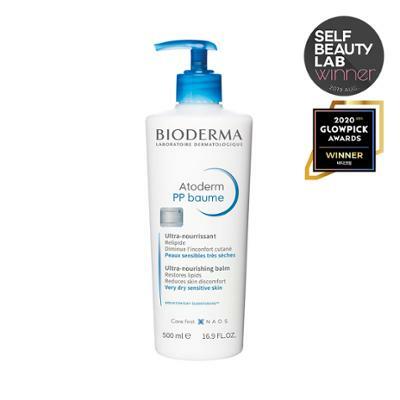 SELF
BEAUTY
LAB
winner
2020
GLOWPICK
AWARDS
WINNER
BIODERMA
LABORATOIRE DERMATOLOGIQUE
Atoderm
PP baume
Ultra-nourrissant
Relipide
Diminue l'inconfort cutané
Peaux sensibles très sèches
Ultra-nourishing balm
Restores lipids
Reduces skin discomfort
Very dry sensitive skin
Care first NAOS
500 ml e 16.9 FL.OZ.